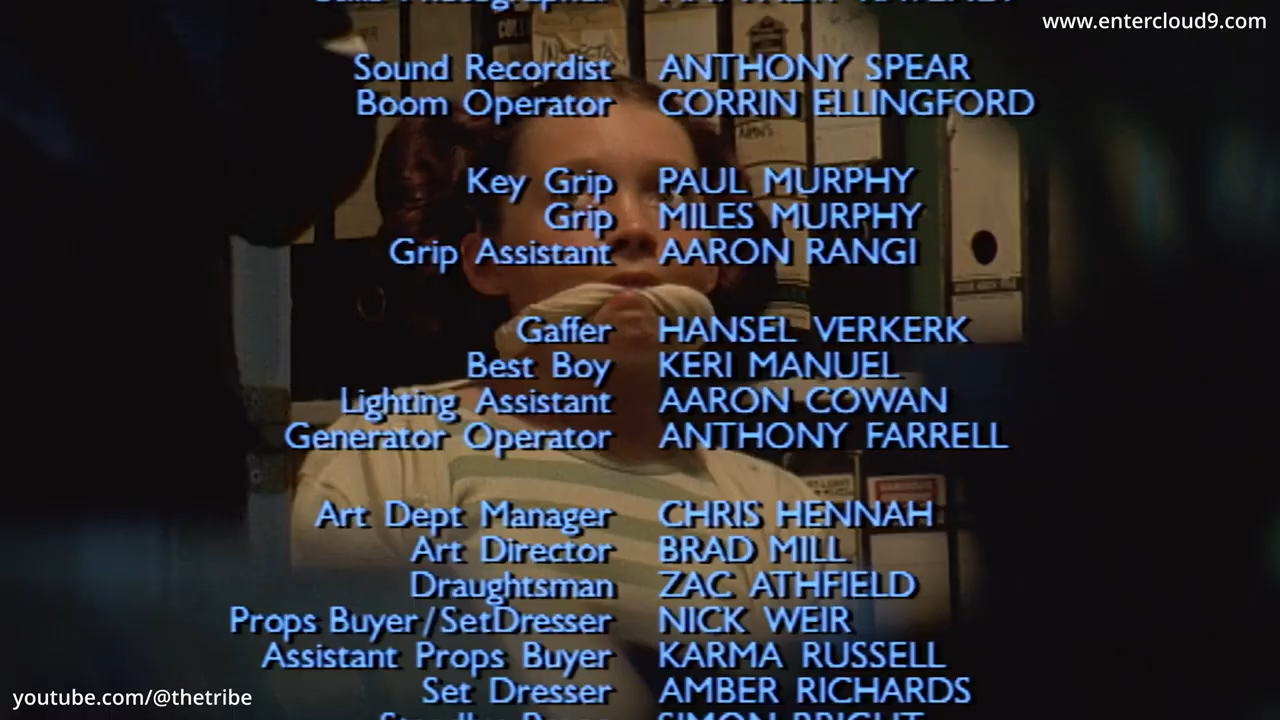 www.entercloud9.com
Sound Recordist ANTHONY SPEAR
Boom Operator CORRIN ELLINGFORD
Key Grip PAUL MURPHY
Grip MILES MURPHY
Grip Assistant AARON RANGI
Gaffer HANSEL VERKERK
Best Boy KERI MANUEL
Lighting Assistant AARON COWAN
Generator Operator ANTHONY FARRELL
Art Dept Manager CHRIS HENNAH
Art Director BRAD MILL
Draughtsman ZAC ATHFIELD
Props Buyer/SetDresser NICK WEIR
Assistant Props Buyer KARMA RUSSELL
Set Dresser AMBER RICHARDS
youtube.com/@thetribe